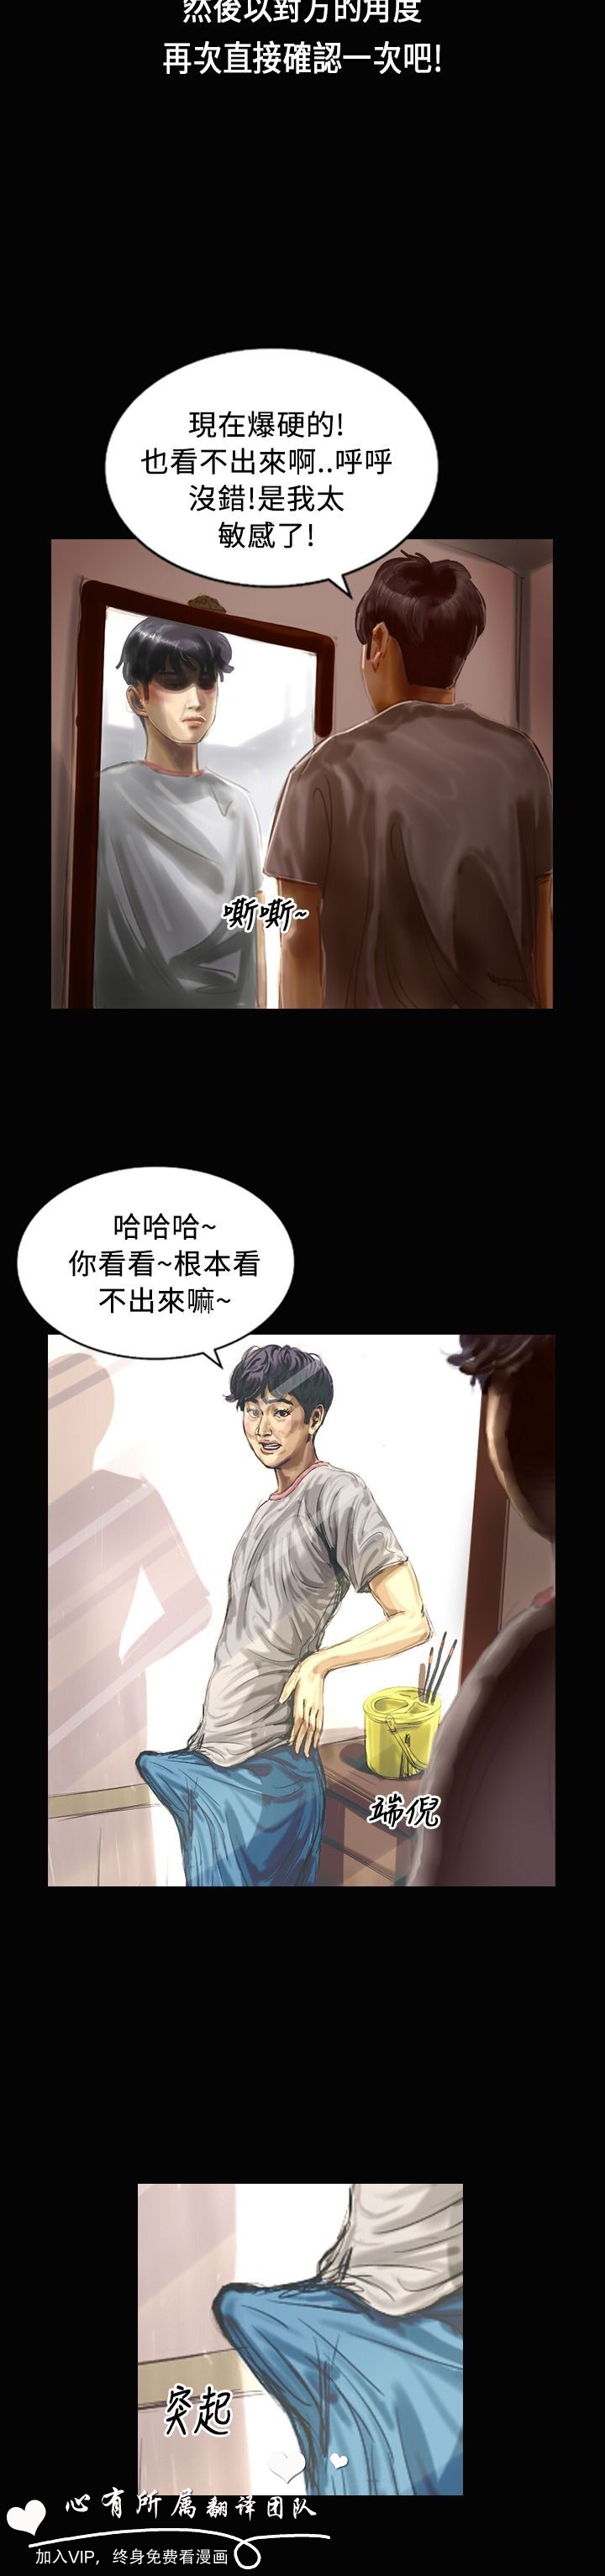 然後以對方的角度
再次直接確認一次吧!
現在爆硬的!
也看不出來啊..呼呼
沒錯!是我太
敏感了!
嘶嘶~
哈哈哈~
你看看~根本看
不出來嘛~
端倪
突起
心有所属翻译团队
加入VIP，终身免费看漫画